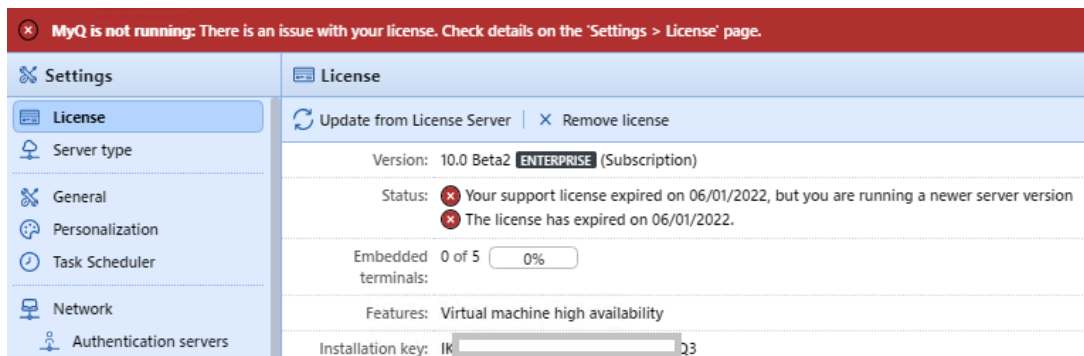 MyQ is not running: There is an issue with your license. Check details on the 'Settings > License' page.
Settings
License
Server type
General
Personalization
Task Scheduler
Network
Authentication servers
License
Update from License Server | Remove license
Version: 10.0 Beta2 ENTERPRISE (Subscription)
Status: Your support license expired on 06/01/2022, but you are running a newer server version
The license has expired on 06/01/2022.
Embedded 0 of 5 0%
terminals:
Features: Virtual machine high availability
Installation key: IK Q3